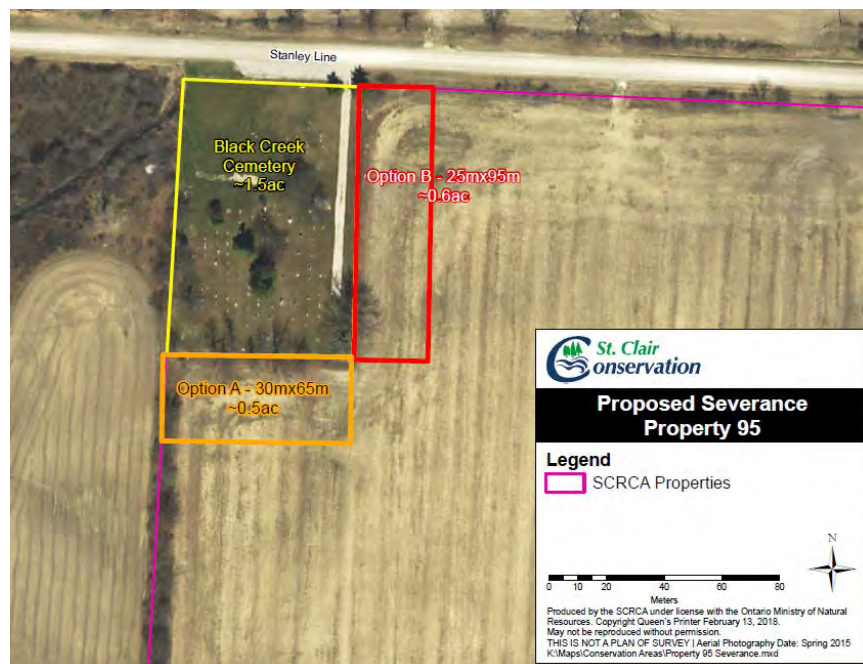 Stanley Line
Black Creek
Cemetery
~1.5ac
Option B - 25mx95m
~0.6ac
Option A - 30mx65m
~0.5ac
St. Clair
Conservation
Proposed Severance
Property 95
Legend
SCRCA Properties
N
0 10 20 40 60 80
Meters
Produced by the SCRCA under license with the Ontario Ministry of Natural
Resources. Copyright Queen's Printer February 13, 2018.
May not be reproduced without permission.
THIS IS NOT A PLAN OF SURVEY | Aerial Photography Date: Spring 2015
K:\Maps\Conservation Areas\Property 95 Severance.mxd